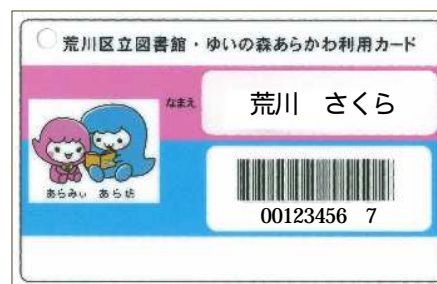 荒川区立図書館・ゆいの森あらかわ利用カード
なまえ
荒川　さくら
あらみぃ　あら坊
00123456　7